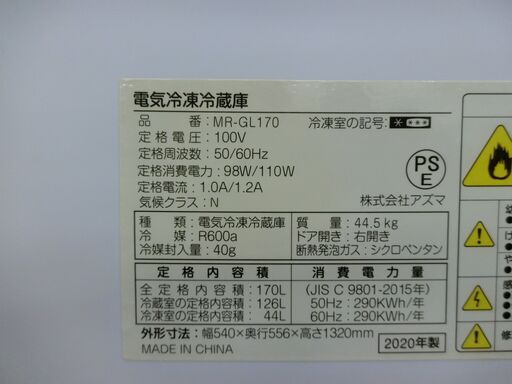 電気冷凍冷蔵庫
品　　　番：MR-GL170　冷凍室の記号：****
定 格 電 圧：100V
定格周波数：50/60Hz
定格消費電力：98W/110W
定格電流：1.0A/1.2A
気候クラス：N
PS
E
株式会社アズマ
種　　類：電気冷凍冷蔵庫
冷　　媒：R600a
冷媒封入量：40g
質　　量：44.5kg
ドア開き：右開き
断熱発泡ガス：シクロペンタン
定 格 内 容 積
全 定 格 内 容 積：170L
冷蔵室の定格内容積：126L
冷凍室の定格内容積：44L
消 費 電 力 量
(JIS C 9801-2015年)
50Hz：290KWh/年
60Hz：290KWh/年
外形寸法：幅540×奥行556×高さ1320mm
MADE IN CHINA
2020年製
感
修